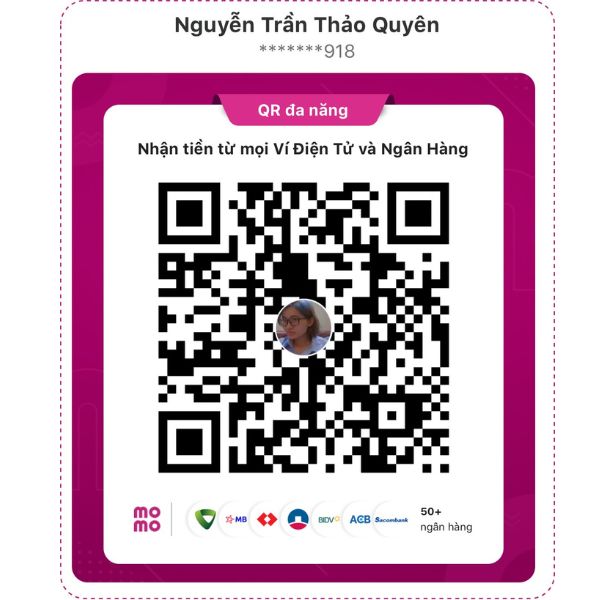 Nguyễn Trần Thảo Quyên
*******918
QR đa năng
Nhận tiền từ mọi Ví Điện Tử và Ngân Hàng
mo
mo
MB
BIDV
ACB
Sacombank
50+
ngân hàng